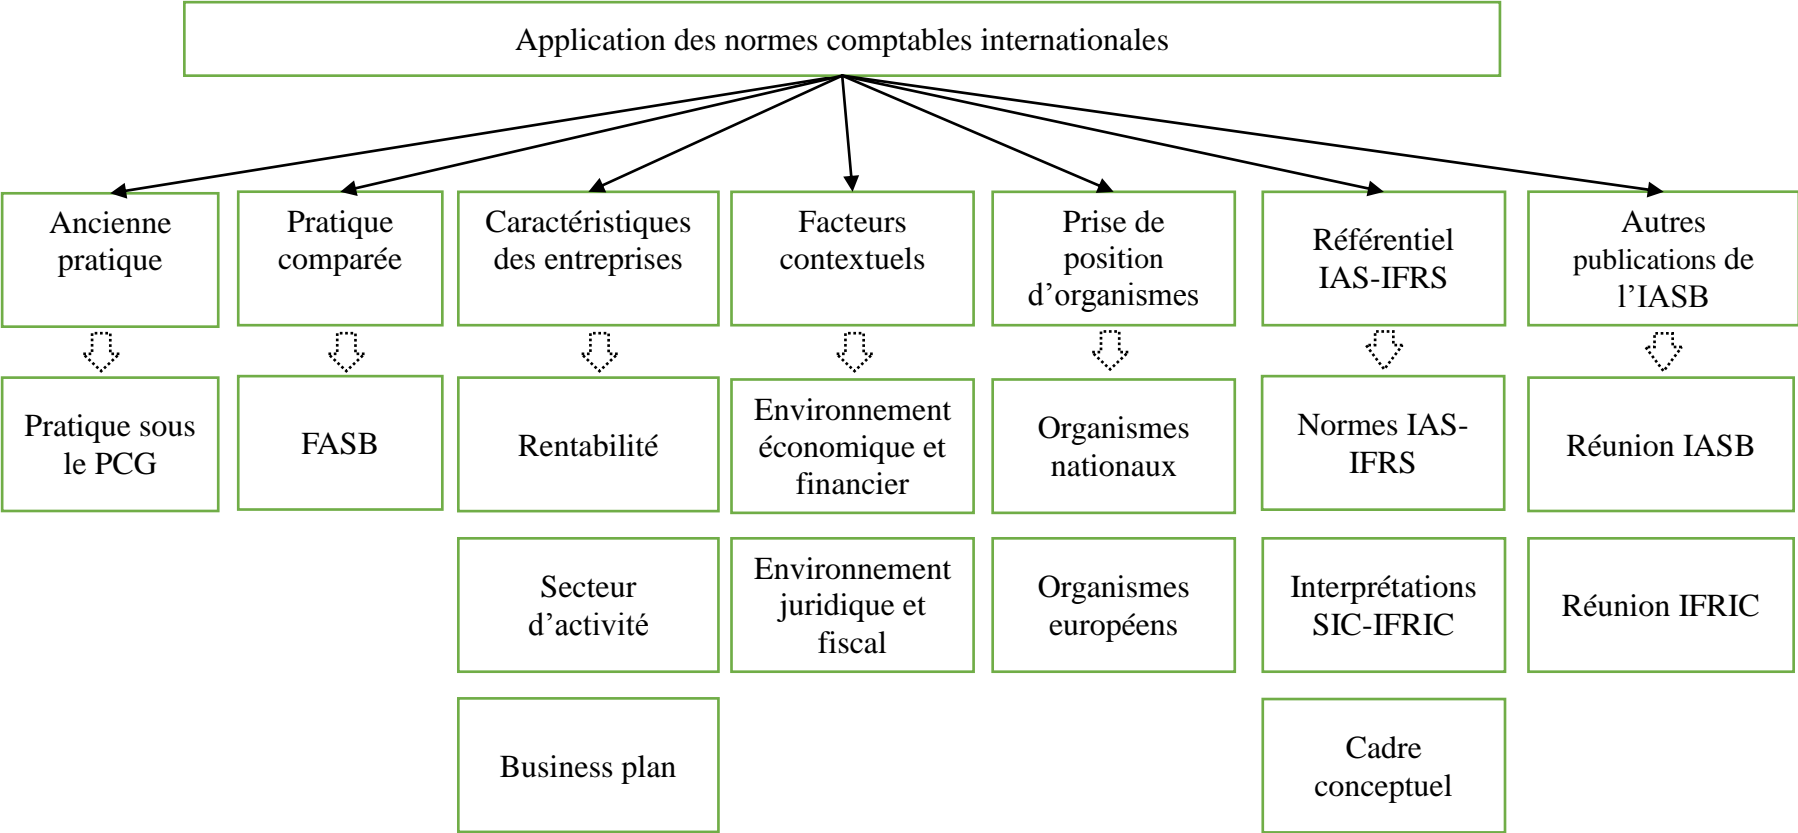 Application des normes comptables internationales
Ancienne
pratique
Pratique
comparée
Caractéristiques
des entreprises
Facteurs
contextuels
Prise de
position
d’organismes
Référentiel
IAS-IFRS
Autres
publications de
l’IASB
Pratique sous
le PCG
FASB
Rentabilité
Environnement
économique et
financier
Organismes
nationaux
Normes IAS-
IFRS
Réunion IASB
Secteur
d’activité
Environnement
juridique et
fiscal
Organismes
européens
Interprétations
SIC-IFRIC
Réunion IFRIC
Business plan
Cadre
conceptuel